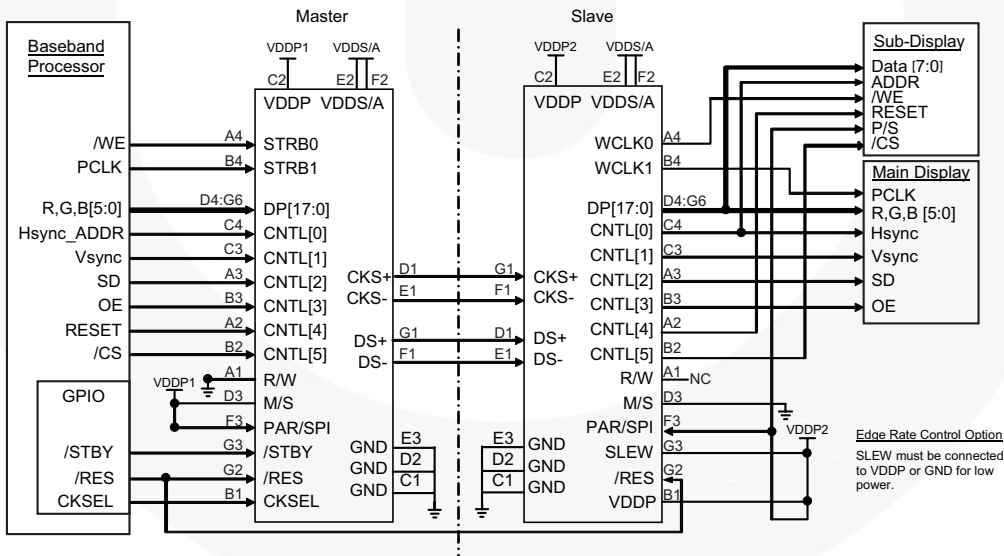 Master
Slave
Baseband
Processor
VDDP1
VDDS/A
C2
E2
F2
VDDP
VDDS/A
/WE
A4
STRB0
PCLK
B4
STRB1
R,G,B[5:0]
D4:G6
DP[17:0]
Hsync_ADDR
C4
CNTL[0]
Vsync
C3
CNTL[1]
SD
A3
CNTL[2]
OE
B3
CNTL[3]
RESET
A2
CNTL[4]
/CS
B2
CNTL[5]
A1
R/W
VDDP1
D3
M/S
F3
PAR/SPI
GPIO
/STBY
G3
/STBY
/RES
G2
/RES
CKSEL
B1
CKSEL
CKS+
D1
CKS-
E1
DS+
G1
DS-
F1
GND
E3
GND
D2
GND
C1
VDDP2
VDDS/A
C2
E2
F2
VDDP
VDDS/A
G1
CKS+
F1
CKS-
D1
DS+
E1
DS-
E3
GND
D2
GND
C1
GND
WCLK0
A4
WCLK1
B4
DP[17:0]
D4:G6
CNTL[0]
C4
CNTL[1]
C3
CNTL[2]
A3
CNTL[3]
B3
CNTL[4]
A2
CNTL[5]
B2
R/W
A1
NC
M/S
D3
PAR/SPI
F3
SLEW
G3
/RES
G2
VDDP
B1
VDDP2
Sub-Display
Data [7:0]
ADDR
/WE
RESET
P/S
/CS
Main Display
PCLK
R,G,B [5:0]
Hsync
Vsync
SD
OE
Edge Rate Control Option
SLEW must be connected
to VDDP or GND for low
power.